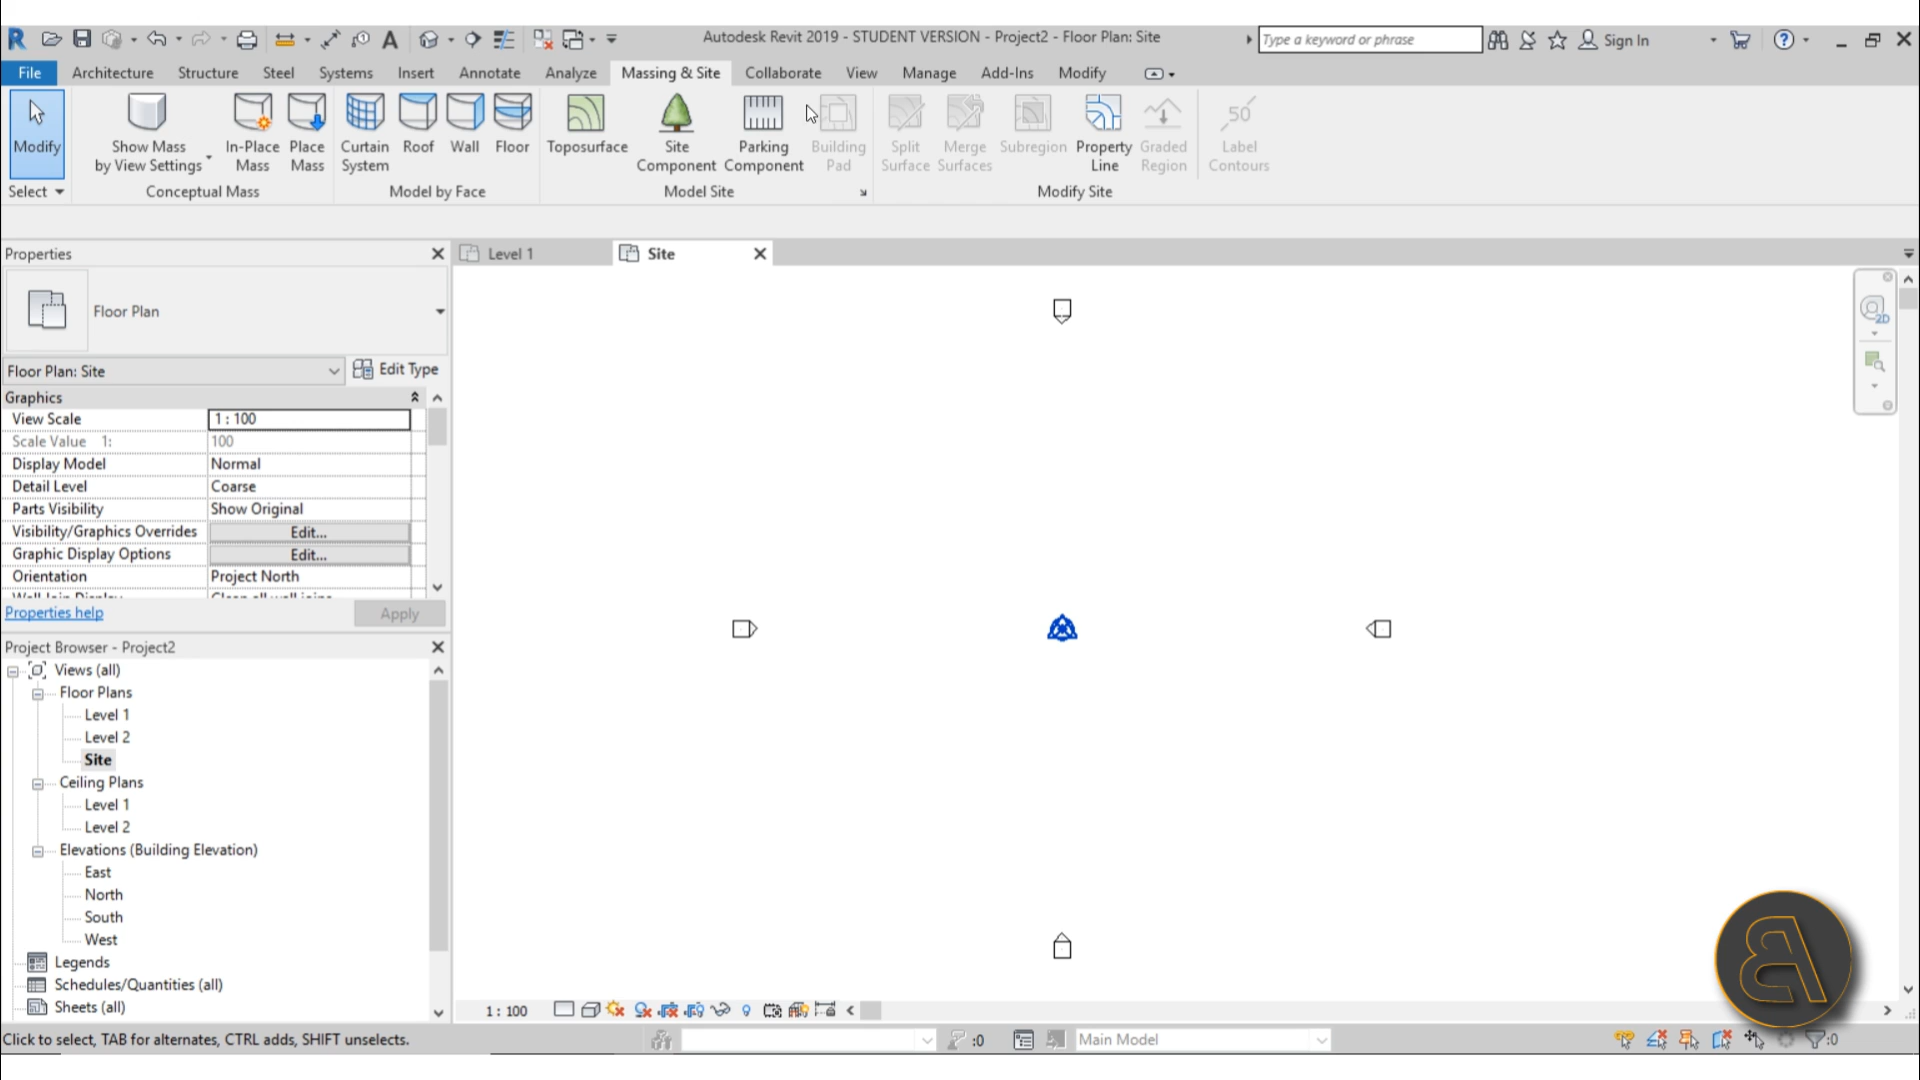 Autodesk Revit 2019 - STUDENT VERSION - Project2 - Floor Plan: Site
Type a keyword or phrase
Sign In
File Architecture Structure Steel Systems Insert Annotate Analyze Massing & Site Collaborate View Manage Add-Ins Modify
Modify
Show Mass
by View Settings
In-Place
Mass
Place
Mass
Curtain
System
Roof
Wall
Floor
Toposurface
Site
Component
Parking
Component
Building
Pad
Split
Surface
Merge
Surfaces
Subregion
Property
Line
Graded
Region
50
Label
Contours
Select
Conceptual Mass
Model by Face
Model Site
Modify Site
Properties
Level 1
Site
2D
Floor Plan
Floor Plan: Site
Edit Type
Graphics
View Scale 1 : 100
Scale Value 1: 100
Display Model Normal
Detail Level Coarse
Parts Visibility Show Original
Visibility/Graphics Overrides Edit...
Graphic Display Options Edit...
Orientation Project North
Properties help
Apply
Project Browser - Project2
Views (all)
Floor Plans
Level 1
Level 2
Site
Ceiling Plans
Level 1
Level 2
Elevations (Building Elevation)
East
North
South
West
Legends
Schedules/Quantities (all)
Sheets (all)
1 : 100
Click to select, TAB for alternates, CTRL adds, SHIFT unselects.
:0
Main Model
:0